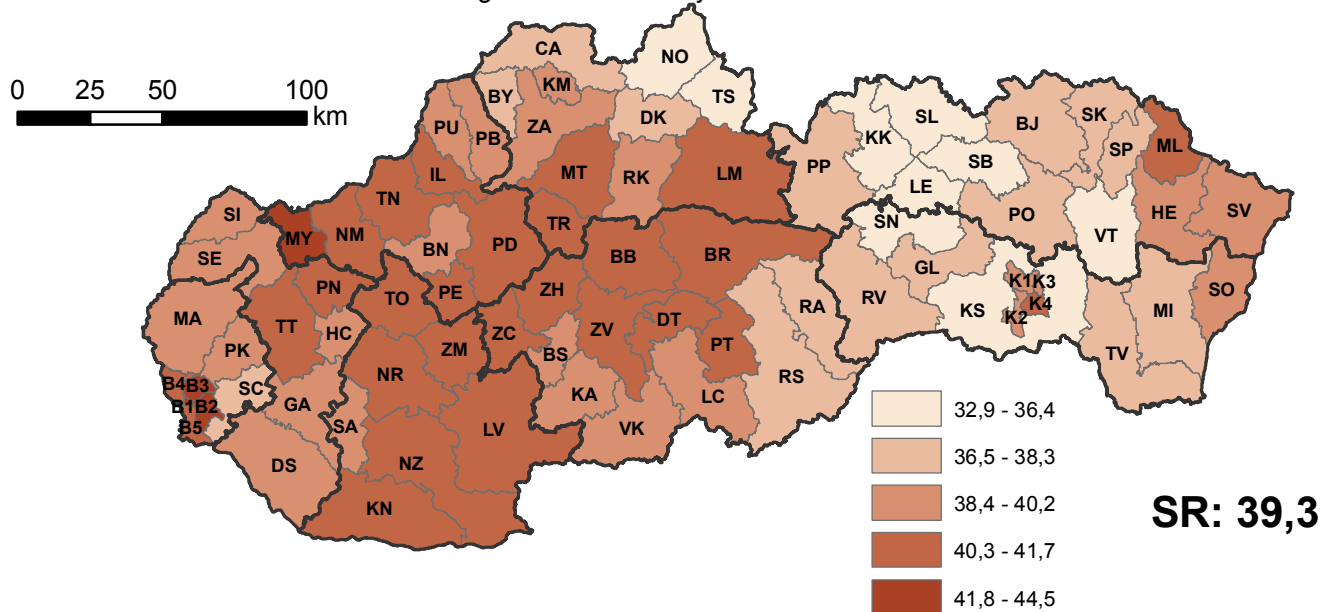 CA
NO
KM
BY
TS
0 25 50 100
km
DK
PU
ZA
PB
KK
SL
BJ
SK
SP
ML
SB
PP
LE
IL
MT
RK
LM
TN
PO
HE
SV
SI
TR
SN
VT
MY
NM
BN
PD
SE
BB
BR
GL
K1K3
PN
TO
PE
ZH
RV
KS
K4
K2
SO
MI
RA
MA
TT
HC
ZC
ZV
DT
PT
PK
ZM
BS
TV
B4B3
SC
NR
RS
B1B2
GA
KA
LC
B5
SA
LV
VK
DS
NZ
KN
32,9 - 36,4
36,5 - 38,3
38,4 - 40,2
40,3 - 41,7
41,8 - 44,5
SR: 39,3